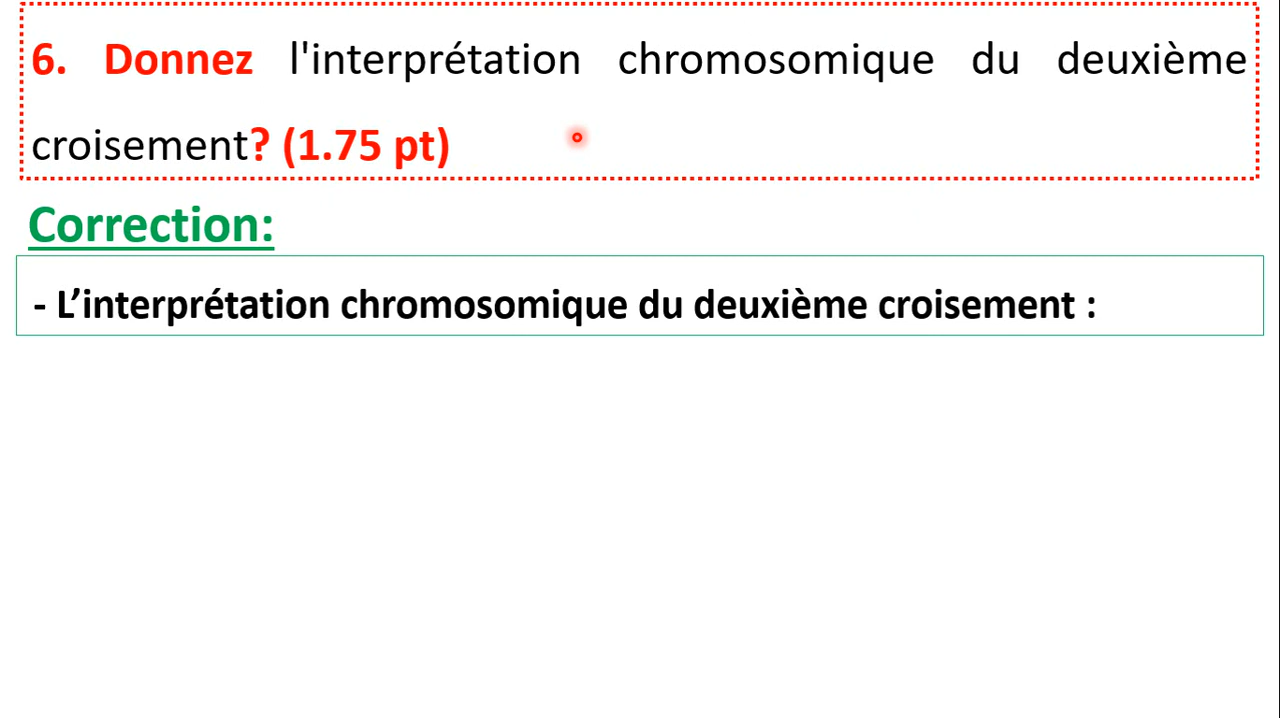 6. Donnez l'interprétation chromosomique du deuxième
croisement? (1.75 pt)
Correction:
- L’interprétation chromosomique du deuxième croisement :